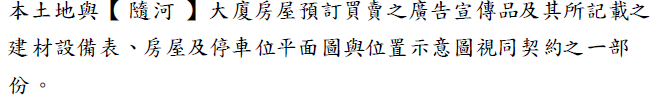 本土地與【 隨河 】大廈房屋預訂買賣之廣告宣傳品及其所記載之
建材設備表、房屋及停車位平面圖與位置示意圖視同契約之一部
份。